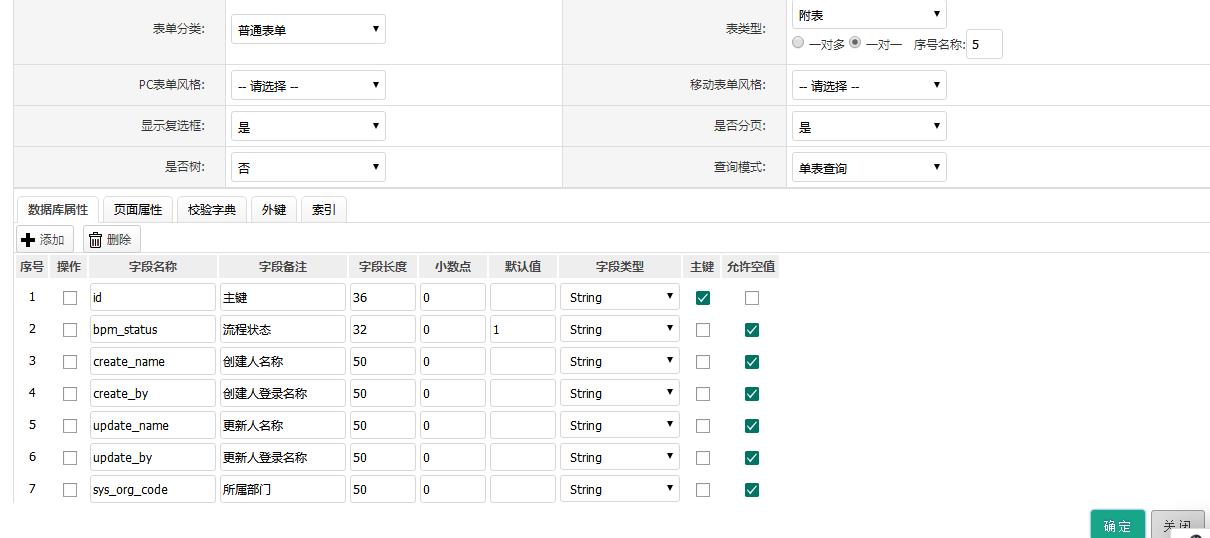 表单分类: 普通表单 表类型: 附表
一对多 一对一 序号名称: 5
PC表单风格: -- 请选择 -- 移动表单风格: -- 请选择 --
显示复选框: 是 是否分页: 是
是否树: 否 查询模式: 单表查询
数据库属性 页面属性 校验字典 外键 索引
添加 删除
序号 操作 字段名称 字段备注 字段长度 小数点 默认值 字段类型 主键 允许空值
1 id 主键 36 0 String
2 bpm_status 流程状态 32 0 1 String
3 create_name 创建人名称 50 0 String
4 create_by 创建人登录名称 50 0 String
5 update_name 更新人名称 50 0 String
6 update_by 更新人登录名称 50 0 String
7 sys_org_code 所属部门 50 0 String
确定 关闭